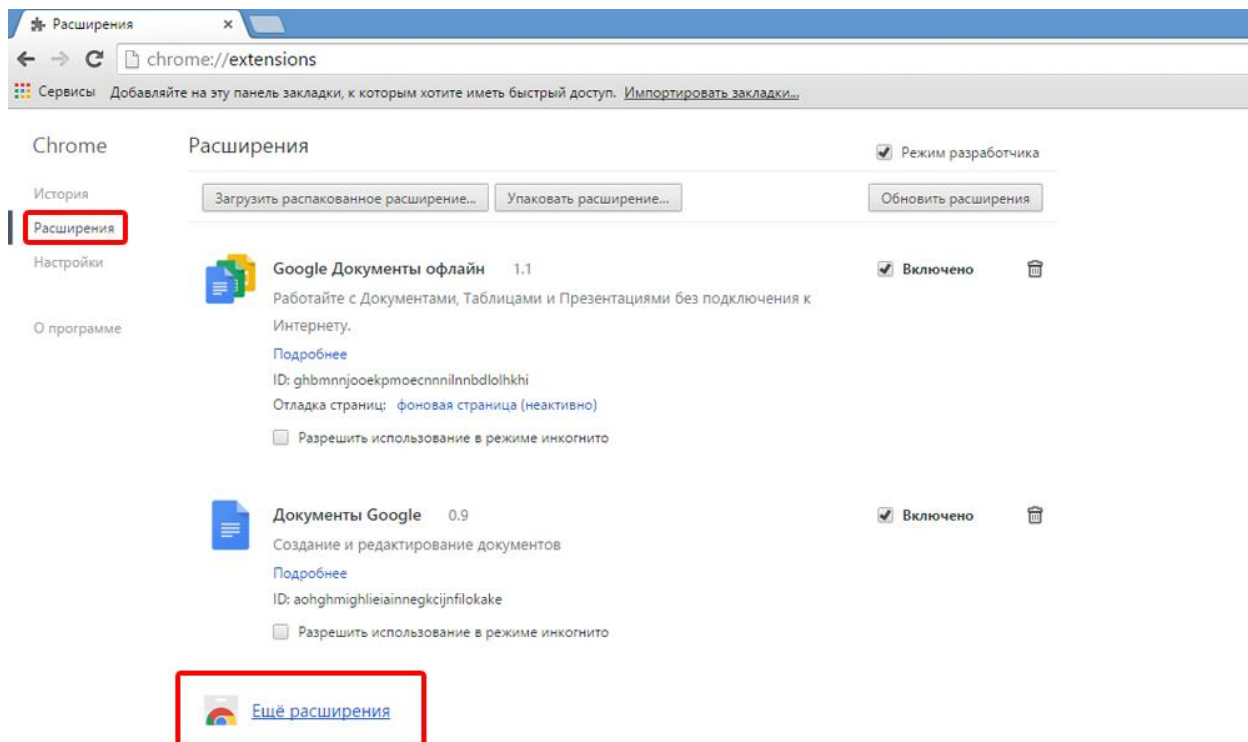 Расширения
chrome://extensions
Сервисы Добавляйте на эту панель закладки, к которым хотите иметь быстрый доступ. Импортировать закладки...
Chrome
Расширения
Режим разработчика
История
Загрузить распакованное расширение...
Упаковать расширение...
Обновить расширения
Расширения
Настройки
О программе
Google Документы офлайн 1.1
Включено
Работайте с Документами, Таблицами и Презентациями без подключения к
Интернету.
Подробнее
ID: ghbmnnjooekpmoecnnnilnnbdlolhkhi
Отладка страниц: фоновая страница (неактивно)
Разрешить использование в режиме инкогнито
Документы Google 0.9
Включено
Создание и редактирование документов
Подробнее
ID: aohghmighlieiainnegkcijnfilokake
Разрешить использование в режиме инкогнито
Ещё расширения